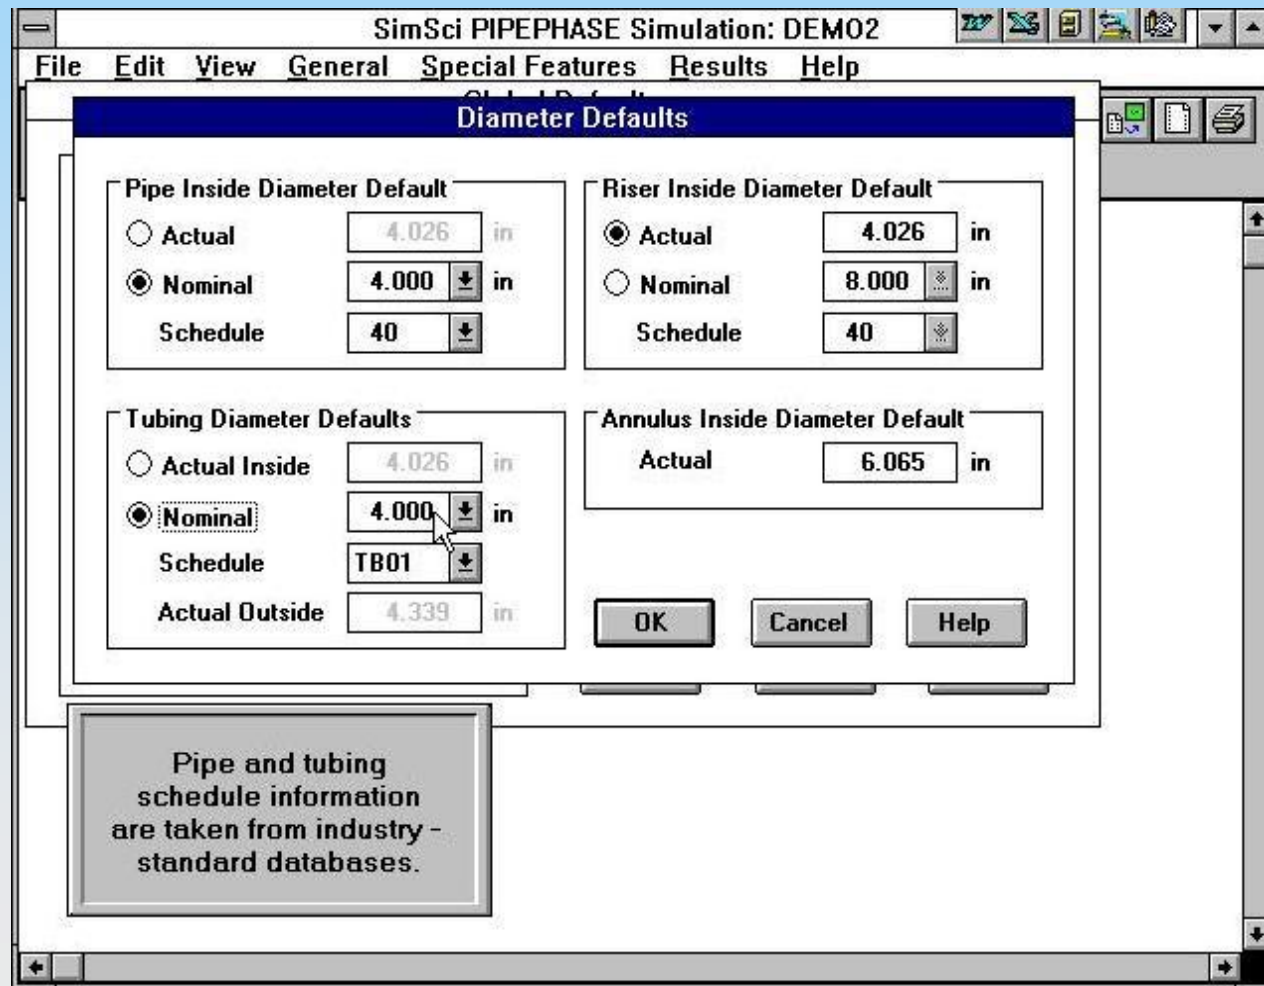 SimSci PIPEPHASE Simulation: DEMO2
File Edit View General Special Features Results Help
Diameter Defaults
Pipe Inside Diameter Default
Actual 4.026 in
Nominal 4.000 in
Schedule 40
Riser Inside Diameter Default
Actual 4.026 in
Nominal 8.000 in
Schedule 40
Tubing Diameter Defaults
Actual Inside 4.026 in
Nominal 4.000 in
Schedule TB01
Actual Outside 4.339 in
Annulus Inside Diameter Default
Actual 6.065 in
OK Cancel Help
Pipe and tubing
schedule information
are taken from industry -
standard databases.